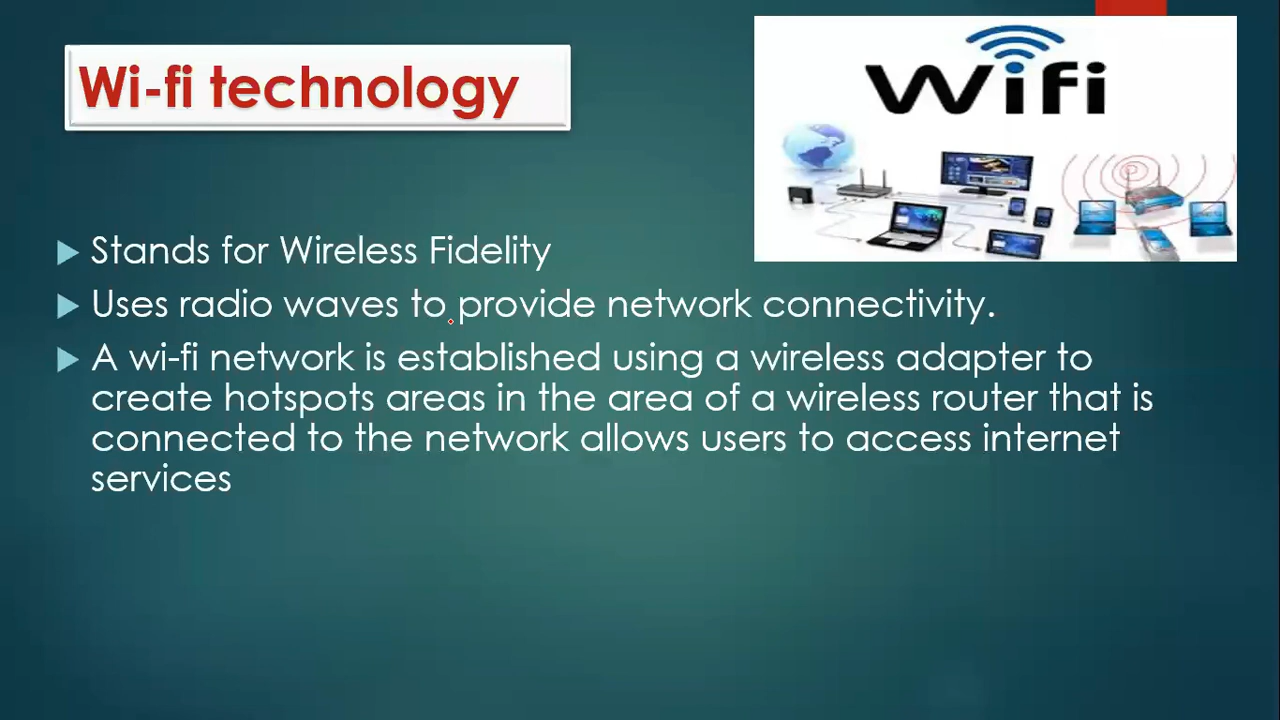 Wi-fi technology
Wifi
Stands for Wireless Fidelity
Uses radio waves to provide network connectivity.
A wi-fi network is established using a wireless adapter to
create hotspots areas in the area of a wireless router that is
connected to the network allows users to access internet
services